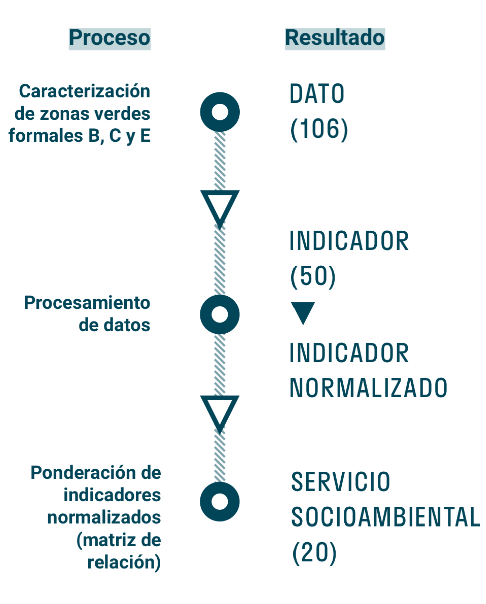 Proceso
Resultado
Caracterización
de zonas verdes
formales B, C y E
DATO
(106)
Procesamiento
de datos
INDICADOR
(50)
INDICADOR
NORMALIZADO
Ponderación de
indicadores
normalizados
(matriz de
relación)
SERVICIO
SOCIOAMBIENTAL
(20)